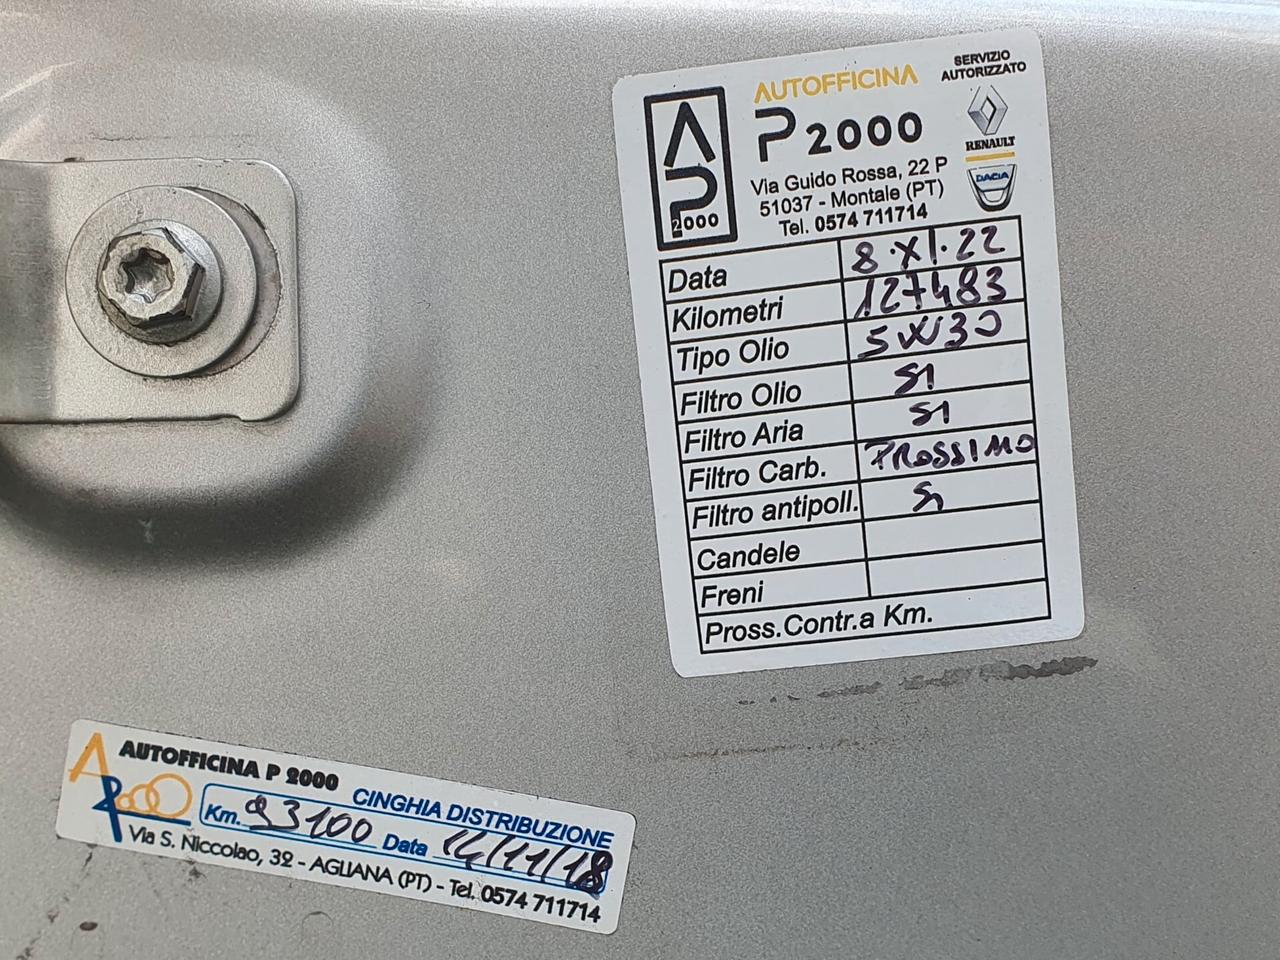 AUTOFFICINA
P2000
SERVIZIO
AUTORIZZATO
RENAULT
DACIA
AP
2000
Via Guido Rossa, 22 P
51037 - Montale (PT)
Tel. 0574 711714
Data 8·XI·22
Kilometri 127483
Tipo Olio 5W30
Filtro Olio SI
Filtro Aria SI
Filtro Carb. PROSSIMO
Filtro antipoll. SI
Candele
Freni
Pross.Contr.a Km.
AUTOFFICINA P 2000
AP2000
CINGHIA DISTRIBUZIONE
Km. 93100 Data 14/11/18
Via S. Niccolao, 32 - AGLIANA (PT) - Tel. 0574 711714